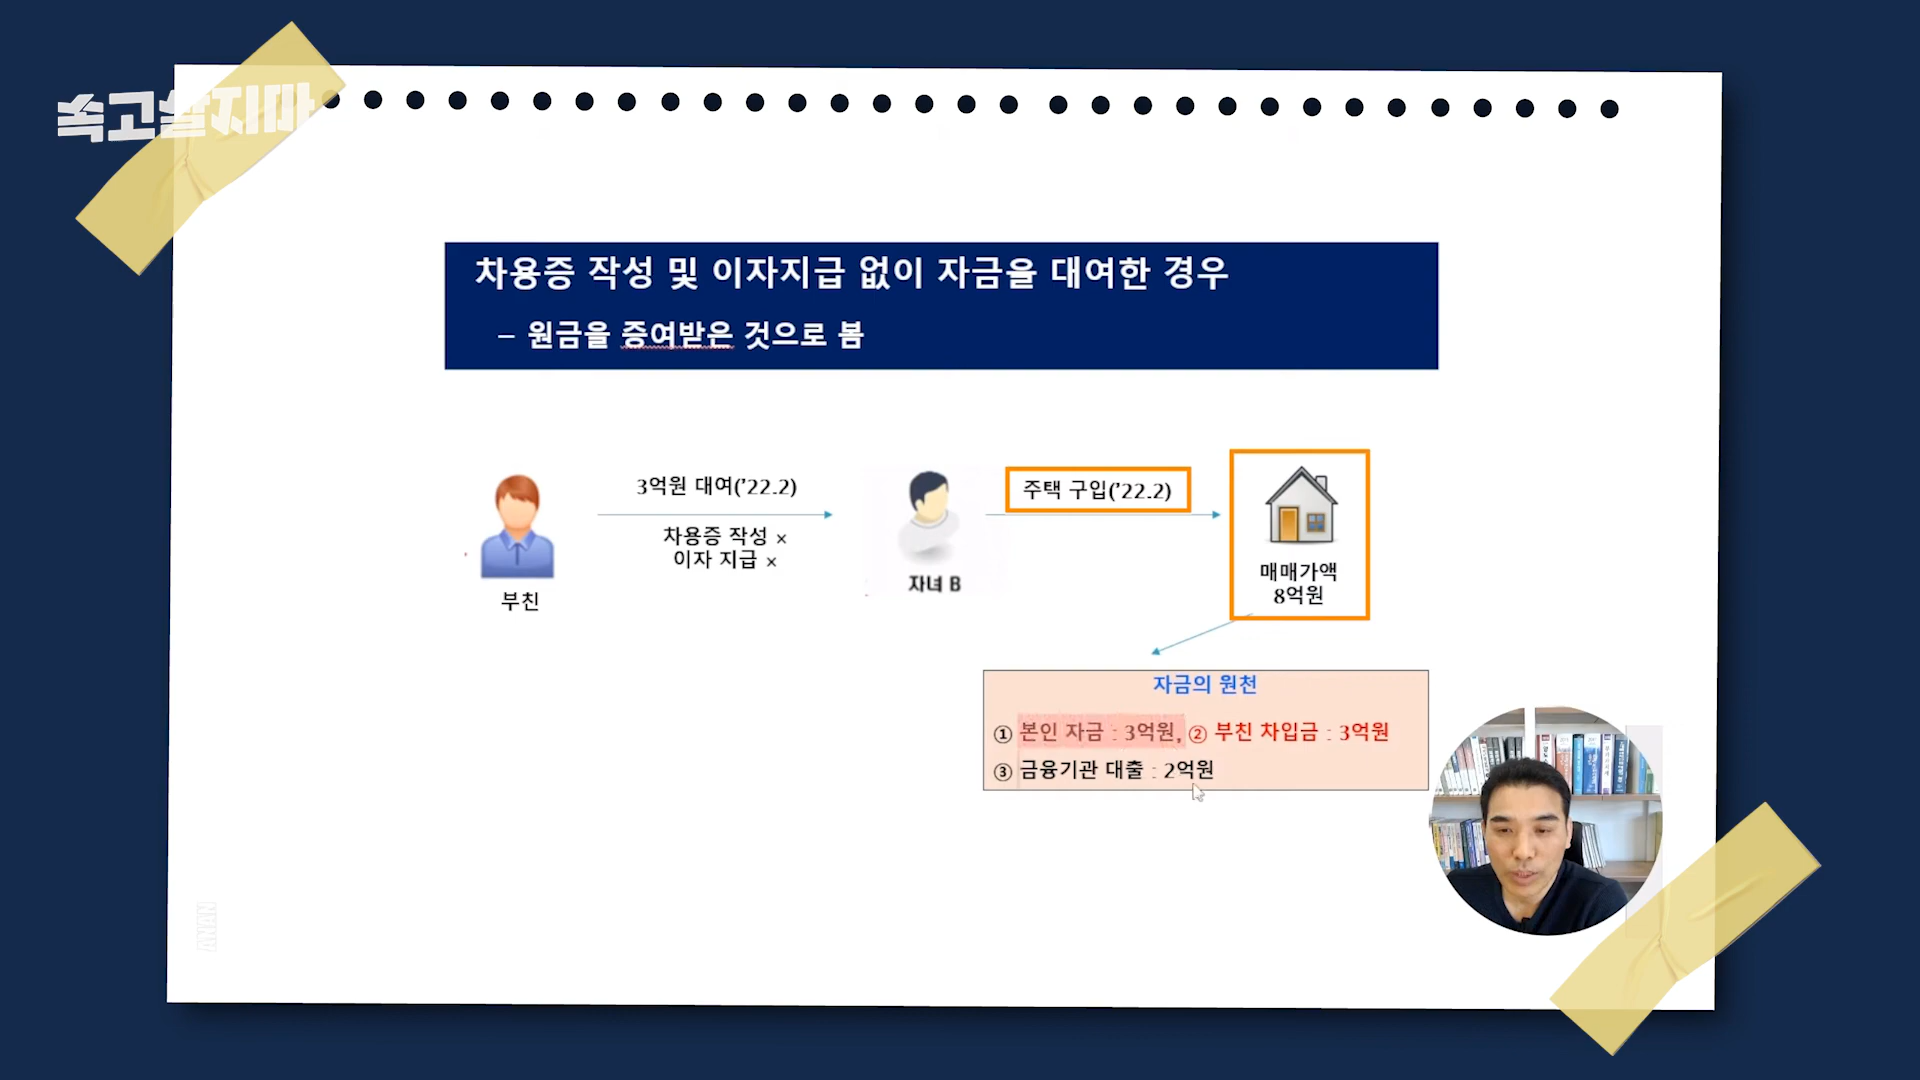 속고살지마
차용증 작성 및 이자지급 없이 자금을 대여한 경우
– 원금을 증여받은 것으로 봄
3억원 대여('22.2)
차용증 작성 ×
이자 지급 ×
부친
자녀 B
주택 구입('22.2)
매매가액
8억원
자금의 원천
① 본인 자금 : 3억원, ② 부친 차입금 : 3억원
③ 금융기관 대출 : 2억원
ANAN